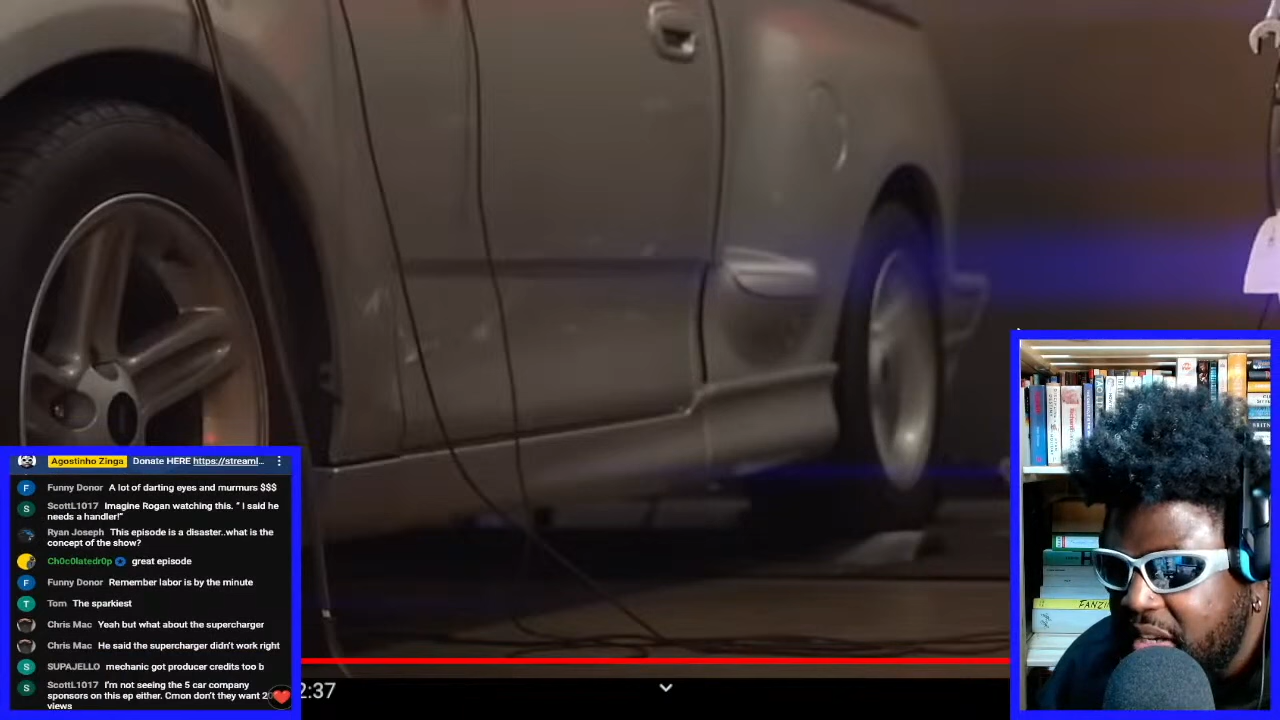 Agostinho Zinga Donate HERE https://streaml...
Funny Donor A lot of darting eyes and murmurs $$$
ScottL1017 Imagine Rogan watching this. " I said he
needs a handler!"
Ryan Joseph This episode is a disaster..what is the
concept of the show?
Ch0c0latedr0p great episode
Funny Donor Remember labor is by the minute
Tom The sparkiest
Chris Mac Yeah but what about the supercharger
Chris Mac He said the supercharger didn't work right
SUPAJELLO mechanic got producer credits too b
ScottL1017 I'm not seeing the 5 car company
sponsors on this ep either. Cmon don't they want
views
2:37